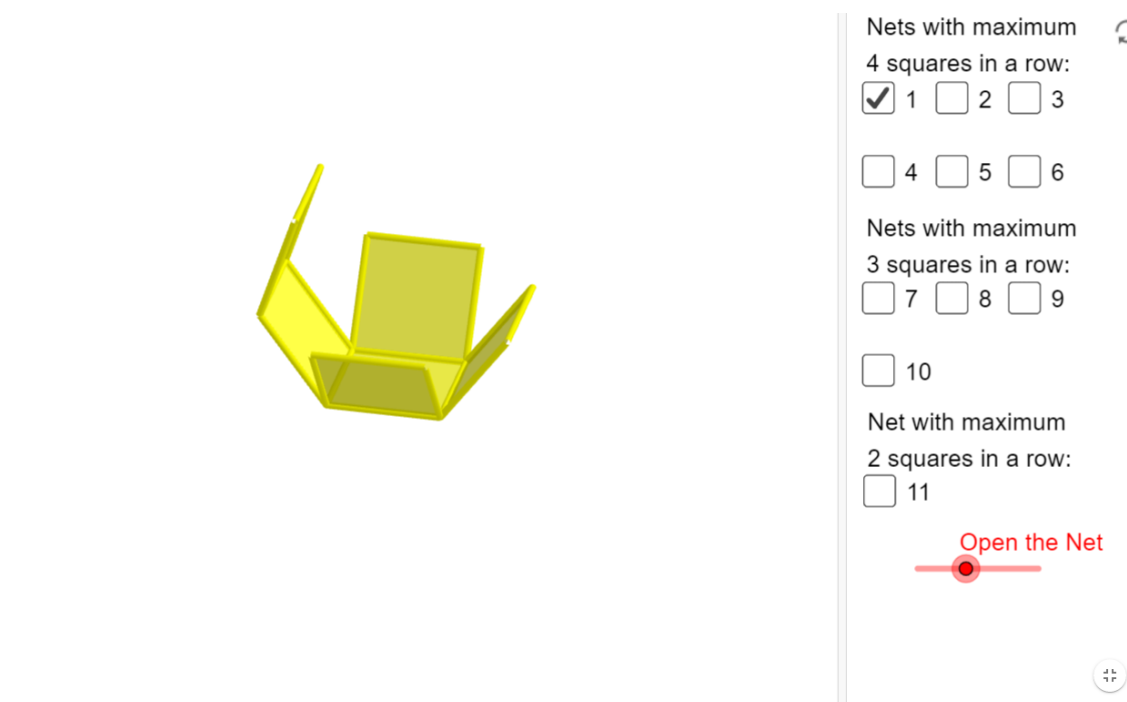 Nets with maximum
4 squares in a row:
1 2 3
4 5 6
Nets with maximum
3 squares in a row:
7 8 9
10
Net with maximum
2 squares in a row:
11
Open the Net